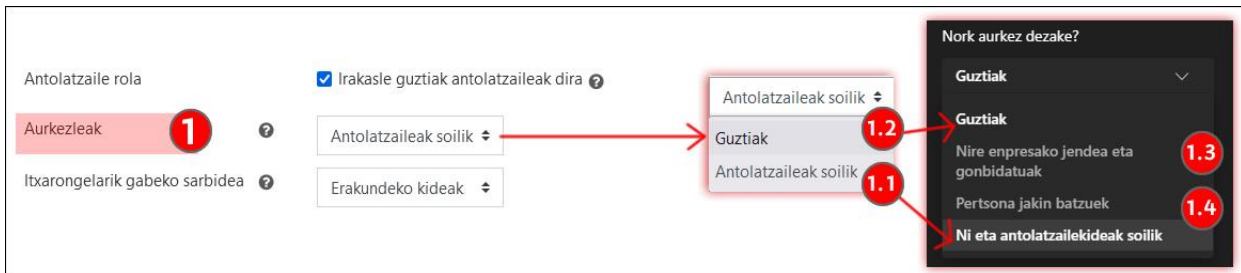 Antolatzaile rola
Irakasle guztiak antolatzaileak dira
Aurkezleak 1
Antolatzaileak soilik
Itxarongelarik gabeko sarbidea
Erakundeko kideak
Antolatzaileak soilik
Guztiak 1.2
Antolatzaileak soilik 1.1
Nork aurkez dezake?
Guztiak
Guztiak
Nire enpresako jendea eta
gonbidatuak 1.3
Pertsona jakin batzuek 1.4
Ni eta antolatzailekideak soilik